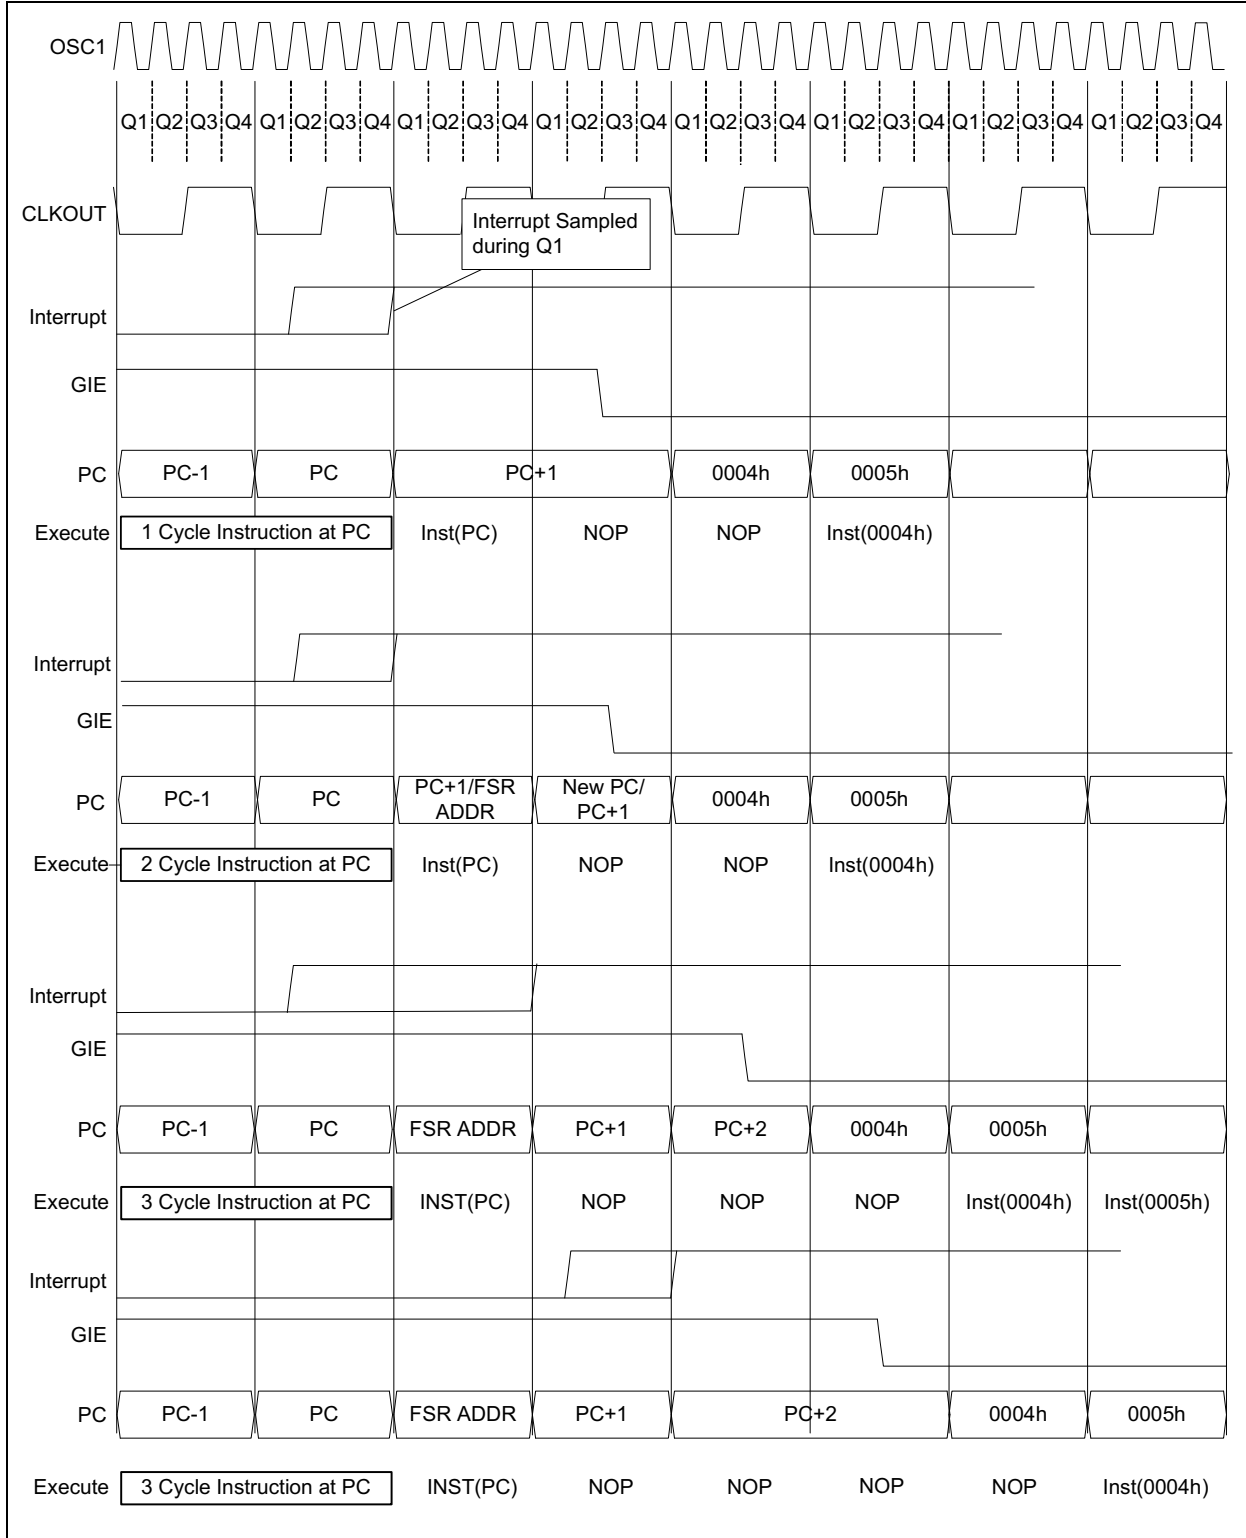 OSC1
Q1 Q2 Q3 Q4 Q1 Q2 Q3 Q4 Q1 Q2 Q3 Q4 Q1 Q2 Q3 Q4 Q1 Q2 Q3 Q4 Q1 Q2 Q3 Q4 Q1 Q2 Q3 Q4 Q1 Q2 Q3 Q4
CLKOUT
Interrupt Sampled
during Q1
Interrupt
GIE
PC PC-1 PC PC+1 0004h 0005h
Execute 1 Cycle Instruction at PC Inst(PC) NOP NOP Inst(0004h)
Interrupt
GIE
PC PC-1 PC PC+1/FSR ADDR New PC/ PC+1 0004h 0005h
Execute 2 Cycle Instruction at PC Inst(PC) NOP NOP Inst(0004h)
Interrupt
GIE
PC PC-1 PC FSR ADDR PC+1 PC+2 0004h 0005h
Execute 3 Cycle Instruction at PC INST(PC) NOP NOP NOP Inst(0004h) Inst(0005h)
Interrupt
GIE
PC PC-1 PC FSR ADDR PC+1 PC+2 0004h 0005h
Execute 3 Cycle Instruction at PC INST(PC) NOP NOP NOP NOP Inst(0004h)